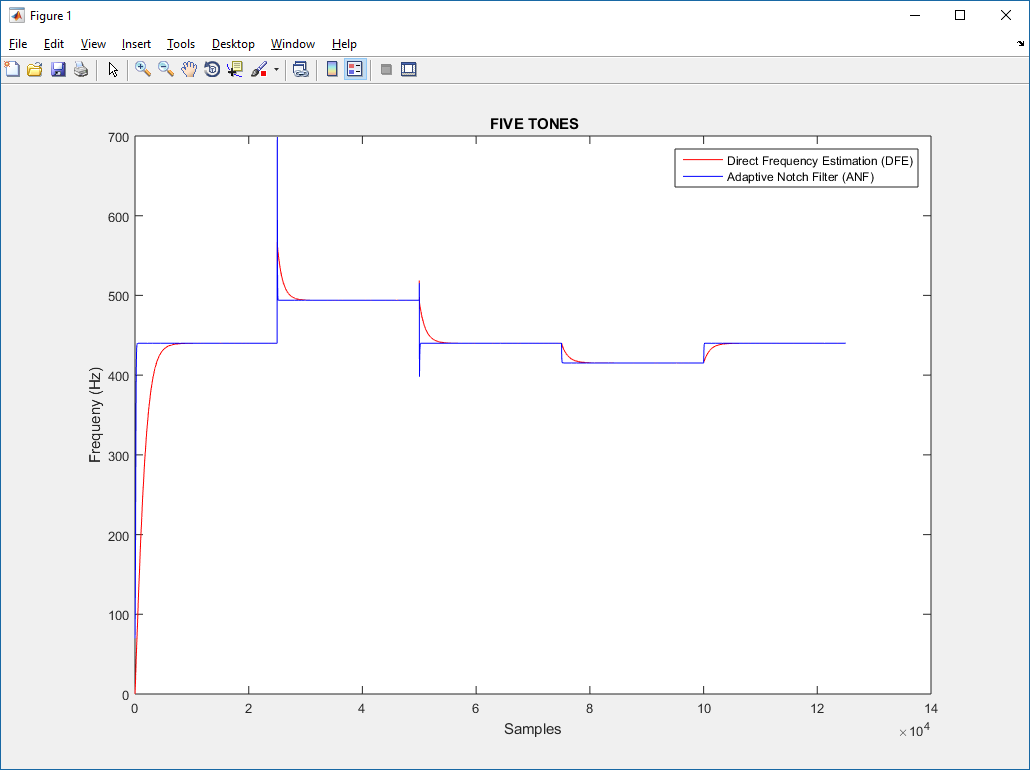 Figure 1
File Edit View Insert Tools Desktop Window Help
FIVE TONES
Direct Frequency Estimation (DFE)
Adaptive Notch Filter (ANF)
700
600
500
400
300
200
100
0
Frequeny (Hz)
0 2 4 6 8 10 12 14
Samples
×10⁴